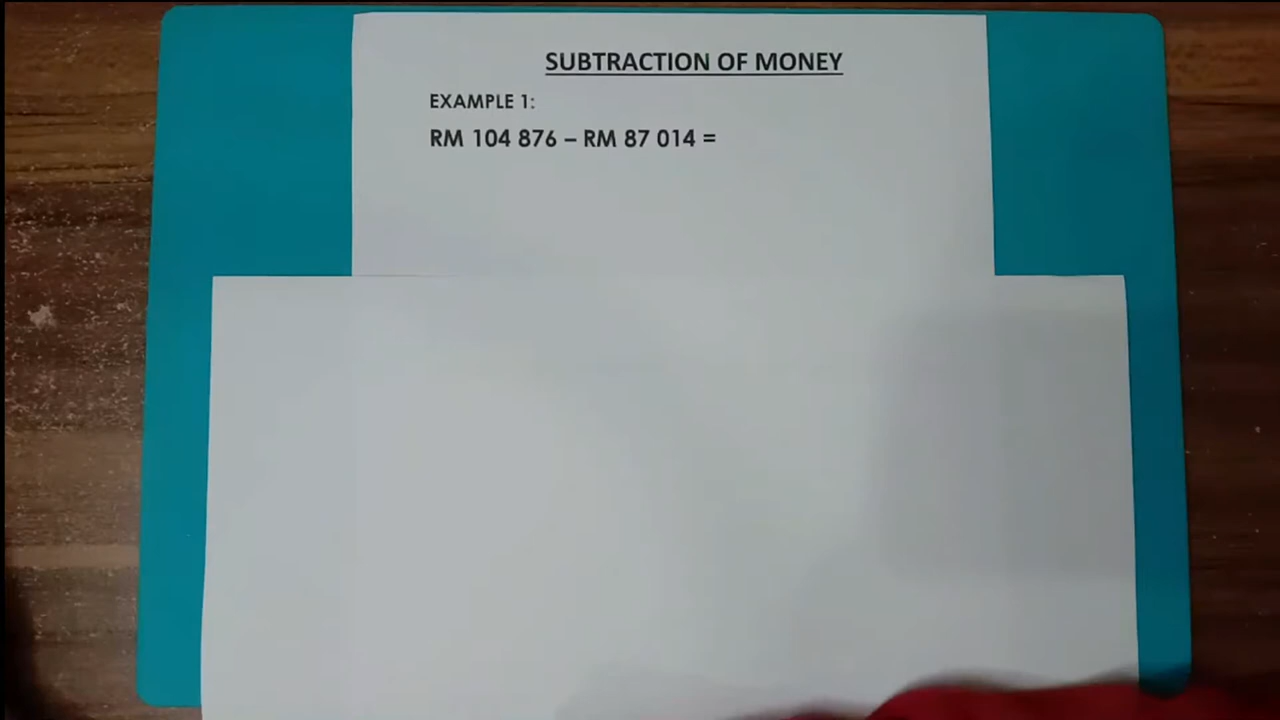 SUBTRACTION OF MONEY
EXAMPLE 1:
RM 104 876 – RM 87 014 =